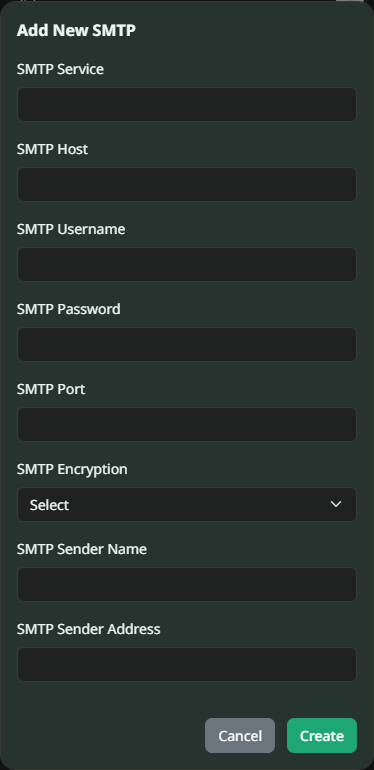 Add New SMTP
SMTP Service
SMTP Host
SMTP Username
SMTP Password
SMTP Port
SMTP Encryption
Select
SMTP Sender Name
SMTP Sender Address
Cancel Create